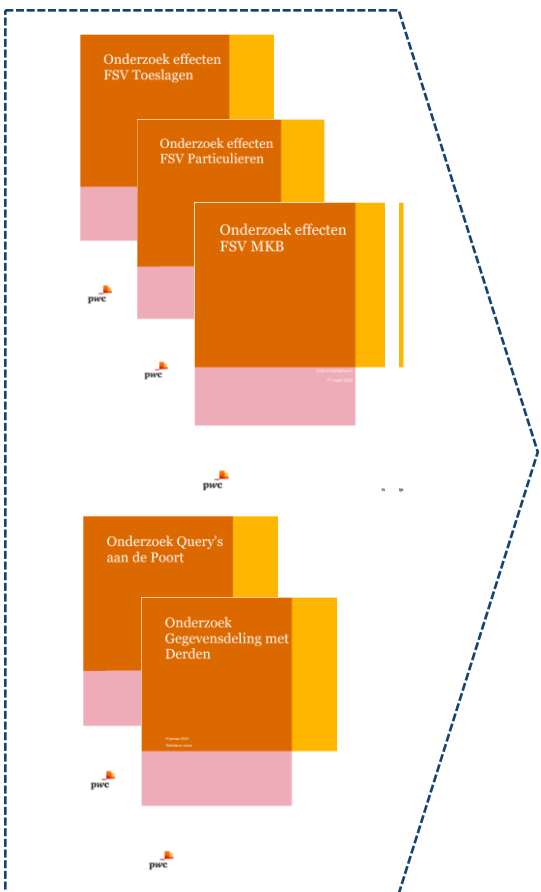 Onderzoek effecten
FSV Toeslagen
Onderzoek effecten
FSV Particulieren
Onderzoek effecten
FSV MKB
pwc
pwc
pwc
Onderzoek Query's
aan de Poort
Onderzoek
Gegevensdeling met
Derden
pwc
pwc